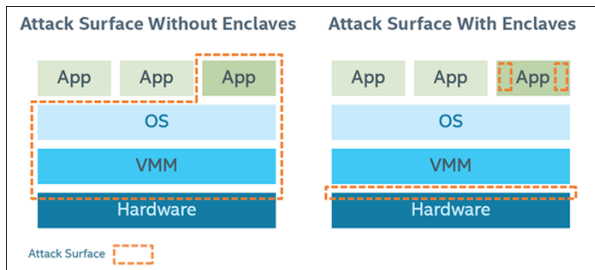 Attack Surface Without Enclaves
App
App
App
OS
VMM
Hardware
Attack Surface
Attack Surface With Enclaves
App
App
App
OS
VMM
Hardware